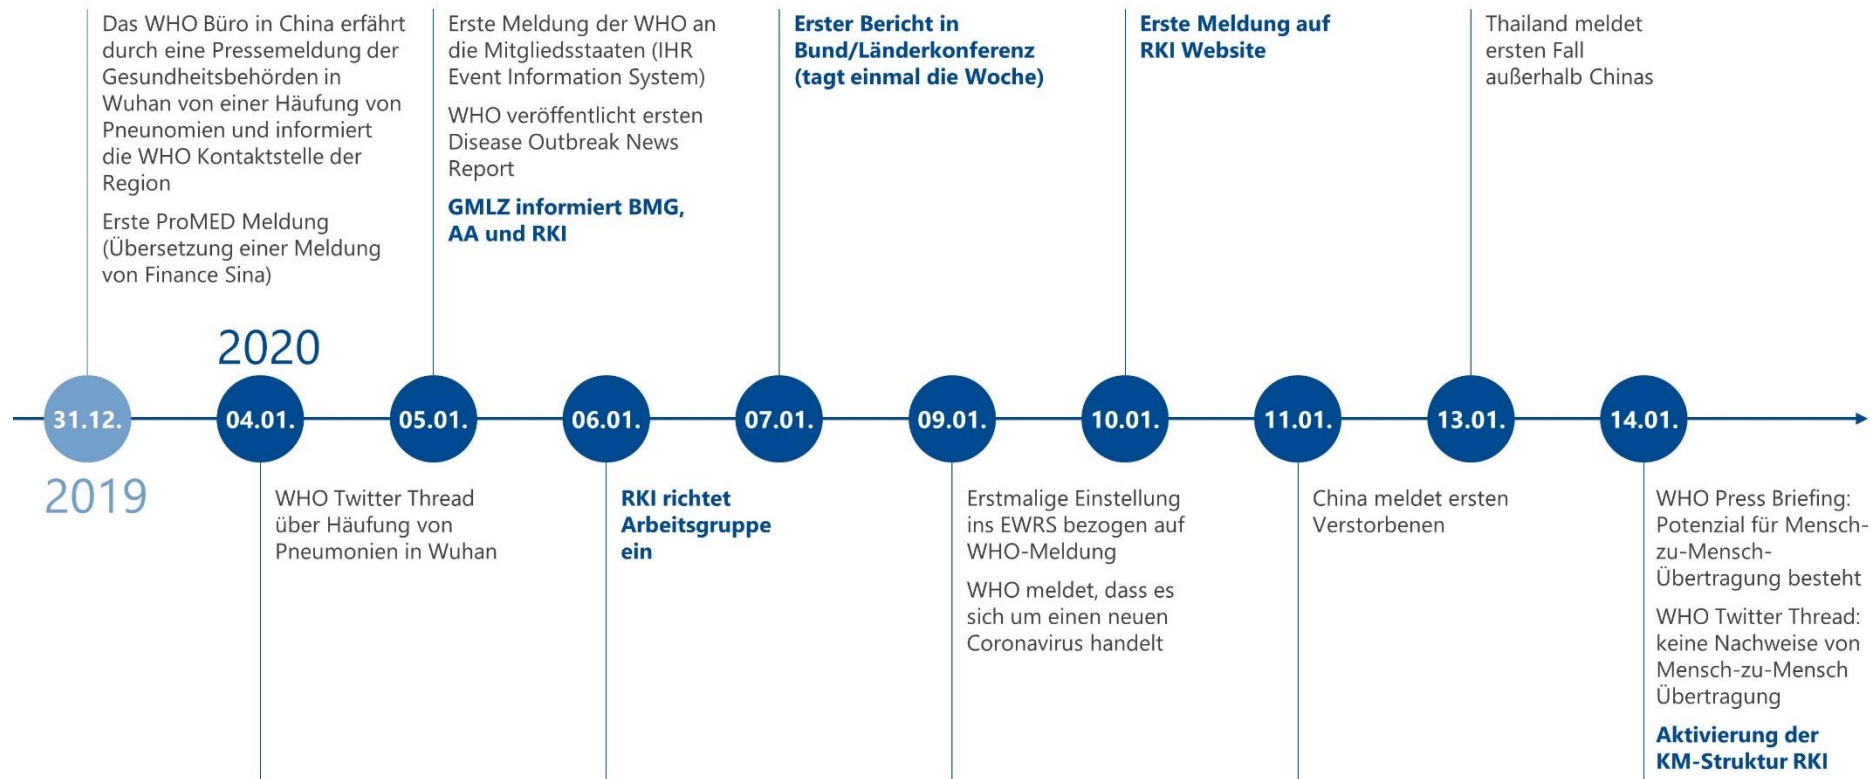 Das WHO Büro in China erfährt
durch eine Pressemeldung der
Gesundheitsbehörden in
Wuhan von einer Häufung von
Pneunomien und informiert
die WHO Kontaktstelle der
Region
Erste ProMED Meldung
(Übersetzung einer Meldung
von Finance Sina)
Erste Meldung der WHO an
die Mitgliedsstaaten (IHR
Event Information System)
WHO veröffentlicht ersten
Disease Outbreak News
Report
GMLZ informiert BMG,
AA und RKI
Erster Bericht in
Bund/Länderkonferenz
(tagt einmal die Woche)
Erste Meldung auf
RKI Website
Thailand meldet
ersten Fall
außerhalb Chinas
2020
31.12.
04.01.
05.01.
06.01.
07.01.
09.01.
10.01.
11.01.
13.01.
14.01.
2019
WHO Twitter Thread
über Häufung von
Pneumonien in Wuhan
RKI richtet
Arbeitsgruppe
ein
Erstmalige Einstellung
ins EWRS bezogen auf
WHO-Meldung
WHO meldet, dass es
sich um einen neuen
Coronavirus handelt
China meldet ersten
Verstorbenen
WHO Press Briefing:
Potenzial für Mensch-
zu-Mensch-
Übertragung besteht
WHO Twitter Thread:
keine Nachweise von
Mensch-zu-Mensch
Übertragung
Aktivierung der
KM-Struktur RKI